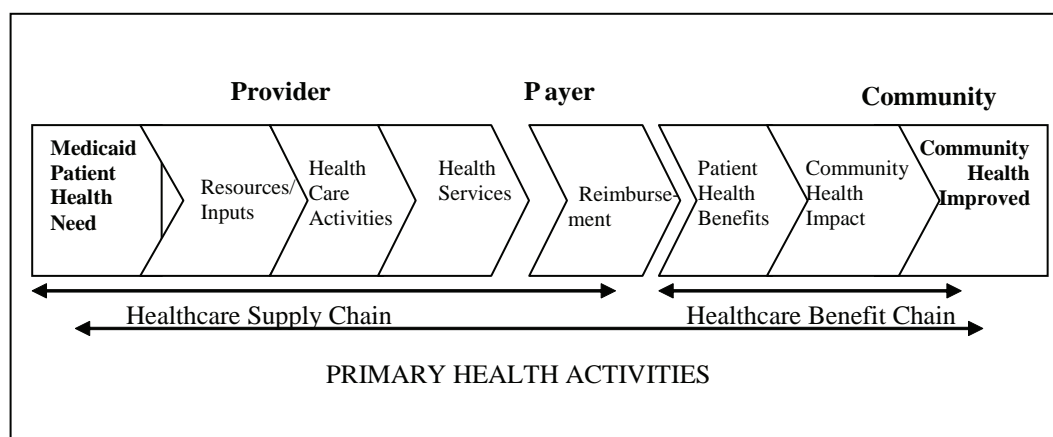 Provider
Payer
Community
Medicaid
Patient
Health
Need
Resources/
Inputs
Health
Care
Activities
Health
Services
Reimburse-
ment
Patient
Health
Benefits
Community
Health
Impact
Community
Health
Improved
Healthcare Supply Chain
Healthcare Benefit Chain
PRIMARY HEALTH ACTIVITIES